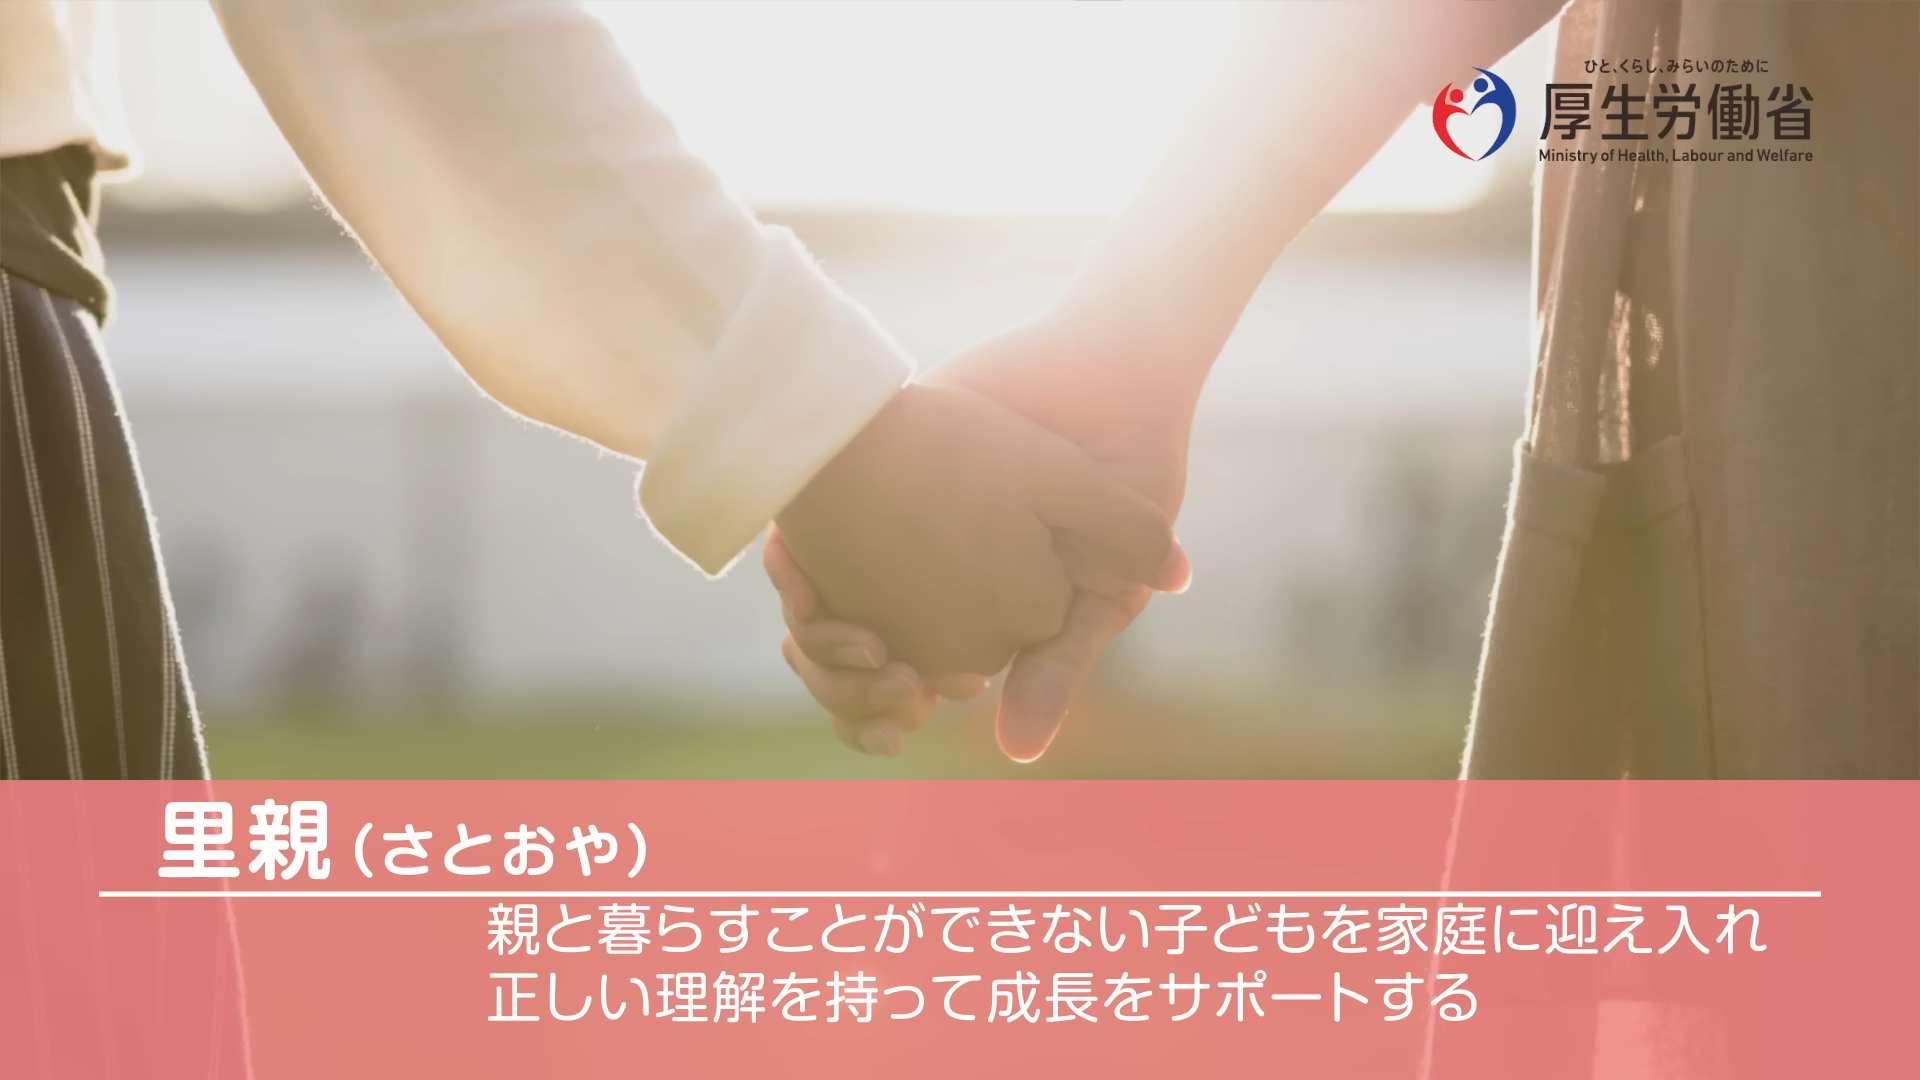 ひと、くらし、みらいのために
厚生労働省
Ministry of Health, Labour and Welfare
里親（さとおや）
親と暮らすことができない子どもを家庭に迎え入れ
正しい理解を持って成長をサポートする